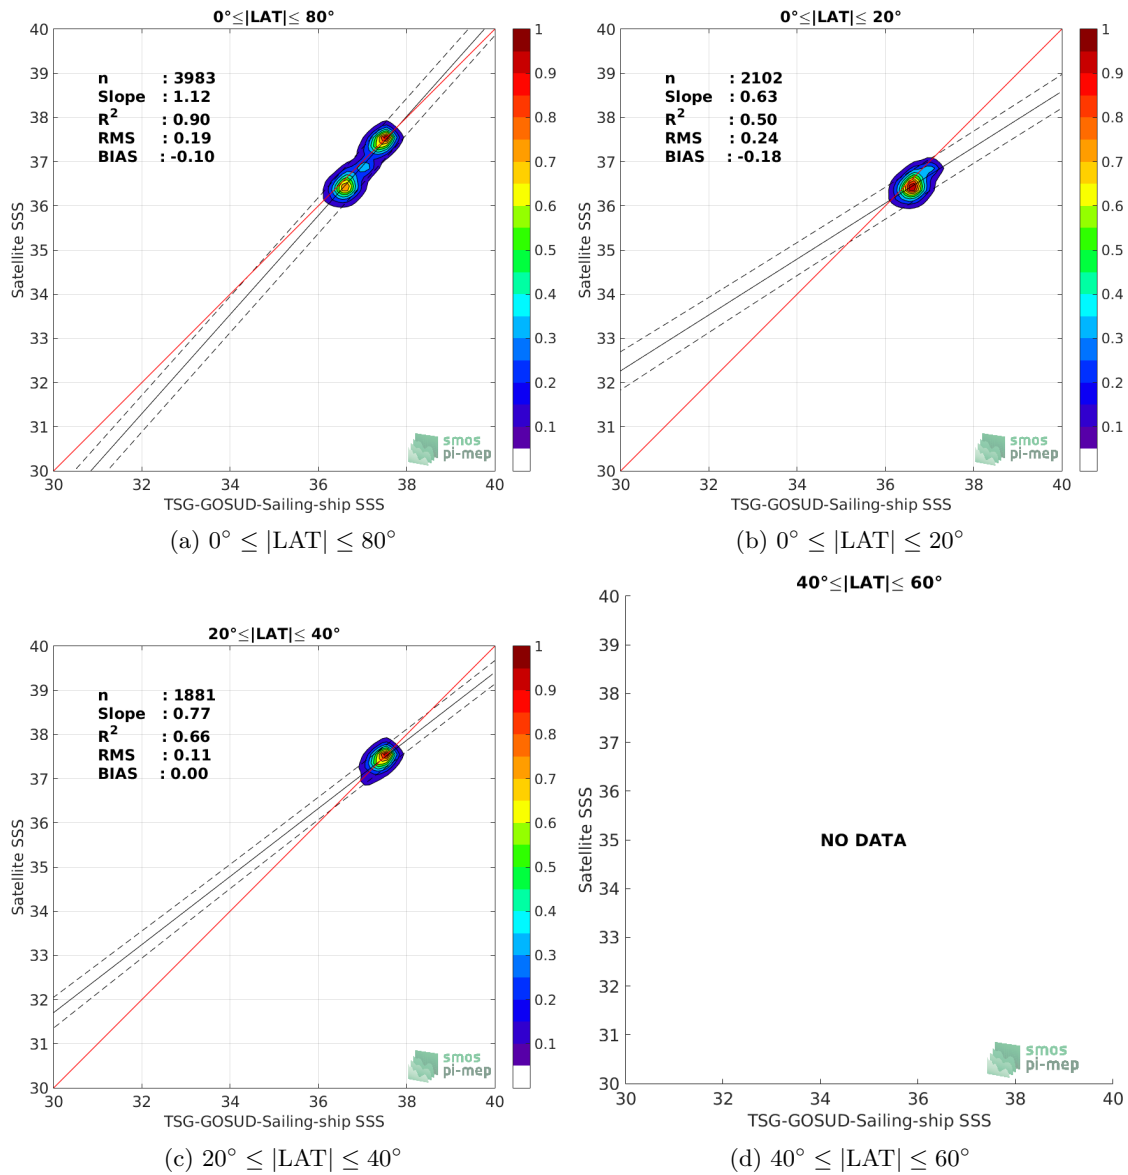 0°≤|LAT|≤ 80°
n : 3983
Slope : 1.12
R² : 0.90
RMS : 0.19
BIAS : -0.10
40
39
38
37
36
35
34
33
32
31
30
Satellite SSS
30 32 34 36 38 40
TSG-GOSUD-Sailing-ship SSS
1
0.9
0.8
0.7
0.6
0.5
0.4
0.3
0.2
0.1
smos
pi-mep
(a) 0° ≤ |LAT| ≤ 80°
0°≤|LAT|≤ 20°
n : 2102
Slope : 0.63
R² : 0.50
RMS : 0.24
BIAS : -0.18
40
39
38
37
36
35
34
33
32
31
30
Satellite SSS
30 32 34 36 38 40
TSG-GOSUD-Sailing-ship SSS
1
0.9
0.8
0.7
0.6
0.5
0.4
0.3
0.2
0.1
smos
pi-mep
(b) 0° ≤ |LAT| ≤ 20°
20°≤|LAT|≤ 40°
n : 1881
Slope : 0.77
R² : 0.66
RMS : 0.11
BIAS : 0.00
40
39
38
37
36
35
34
33
32
31
30
Satellite SSS
30 32 34 36 38 40
TSG-GOSUD-Sailing-ship SSS
1
0.9
0.8
0.7
0.6
0.5
0.4
0.3
0.2
0.1
smos
pi-mep
(c) 20° ≤ |LAT| ≤ 40°
40°≤|LAT|≤ 60°
40
39
38
37
36
35
34
33
32
31
30
Satellite SSS
NO DATA
30 32 34 36 38 40
TSG-GOSUD-Sailing-ship SSS
smos
pi-mep
(d) 40° ≤ |LAT| ≤ 60°